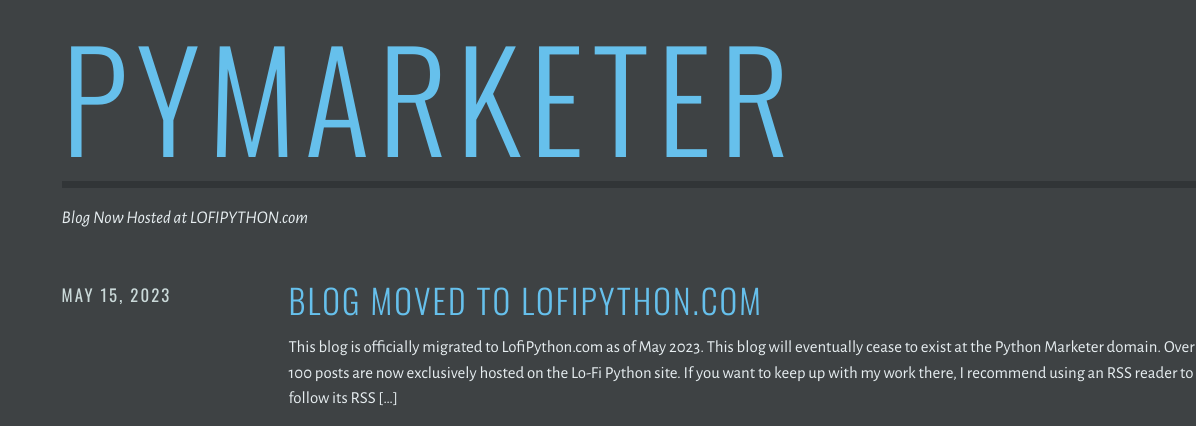 PYMARKETER
Blog Now Hosted at LOFIPYTHON.com
MAY 15, 2023
BLOG MOVED TO LOFIPYTHON.COM
This blog is officially migrated to LofiPython.com as of May 2023. This blog will eventually cease to exist at the Python Marketer domain. Over
100 posts are now exclusively hosted on the Lo-Fi Python site. If you want to keep up with my work there, I recommend using an RSS reader to
follow its RSS [...]